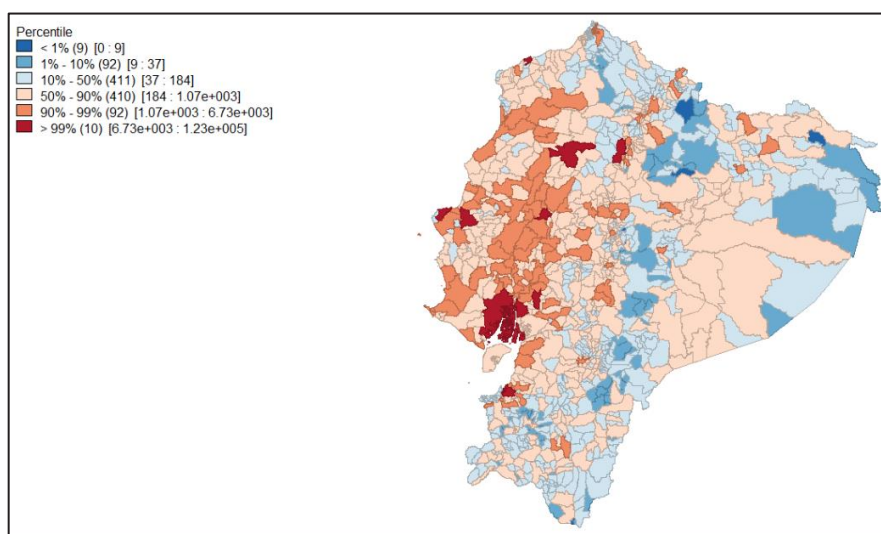 Percentile
< 1% (9) [0 : 9]
1% - 10% (92) [9 : 37]
10% - 50% (411) [37 : 184]
50% - 90% (410) [184 : 1.07e+003]
90% - 99% (92) [1.07e+003 : 6.73e+003]
> 99% (10) [6.73e+003 : 1.23e+005]